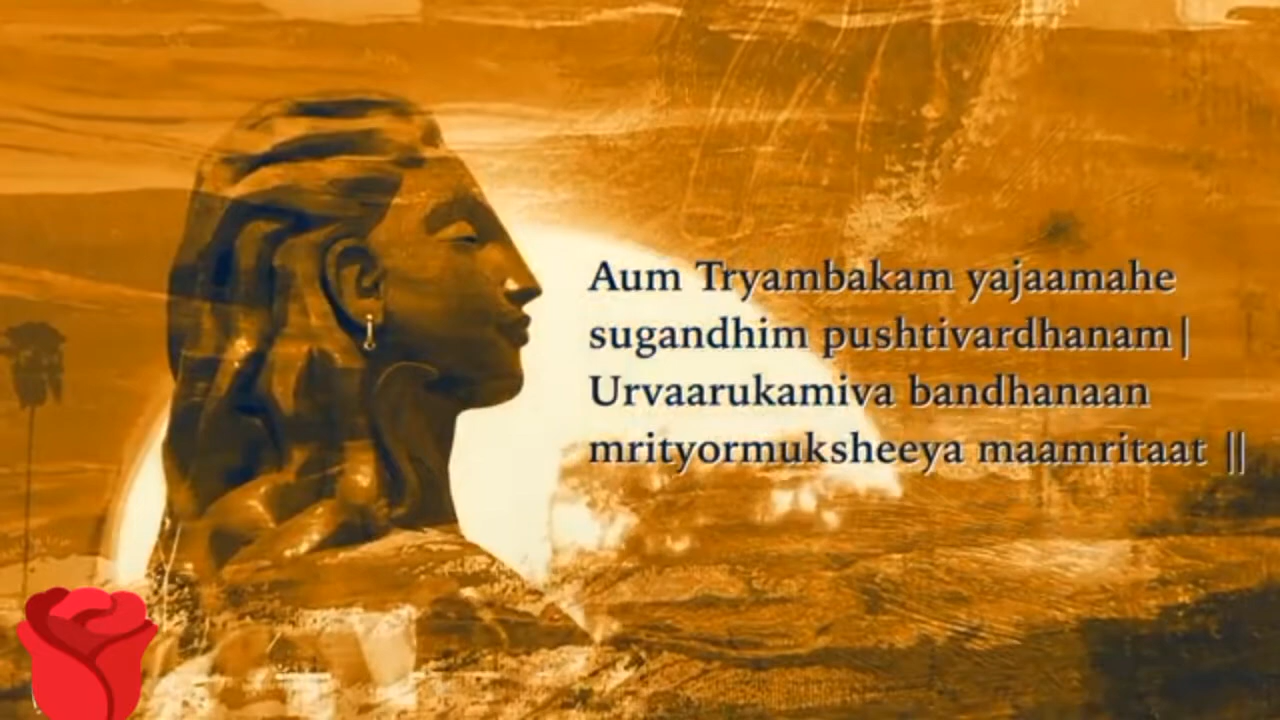 Aum Tryambakam yajaamahe
sugandhim pushtivardhanam|
Urvaarukamiva bandhanaan
mrityormuksheeya maamritaat ||